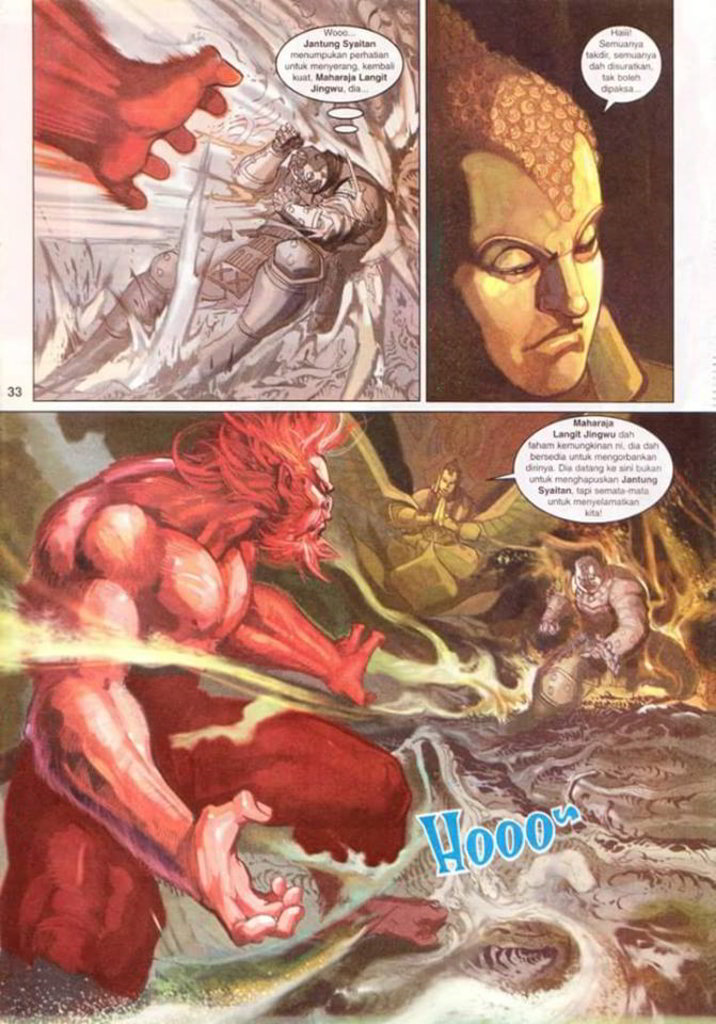 Wooo...
Jantung Syaitan
menumpukan perhatian
untuk menyerang, kembali
kuat, Maharaja Langit
Jingwu, dia...
Haiii!
Semuanya
takdir, semuanya
dah disuratkan,
tak boleh
dipaksa...
33
Maharaja
Langit Jingwu dah
faham kemungkinan ni, dia dah
bersedia untuk mengorbankan
dirinya. Dia datang ke sini bukan
untuk menghapuskan Jantung
Syaitan, tapi semata-mata
untuk menyelamatkan
kita!
Hooo